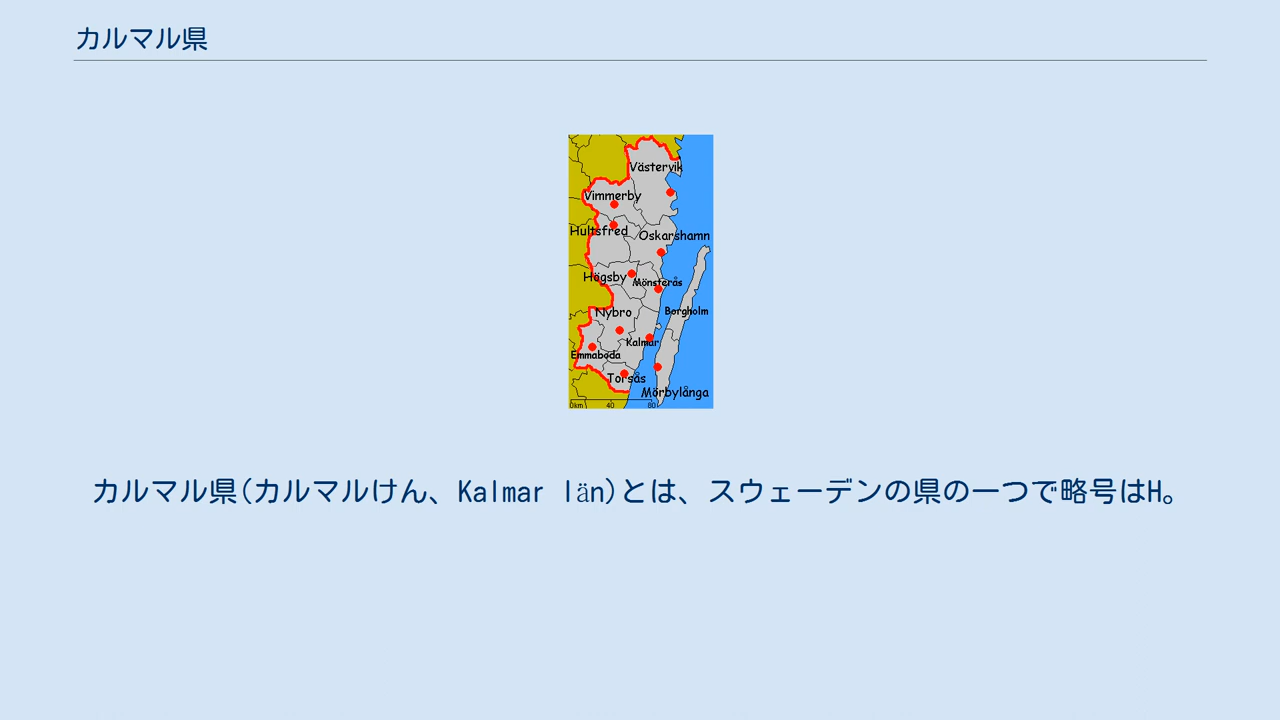 カルマル県
Västervik
Vimmerby
Hultsfred
Oskarshamn
Högsby
Mönsterås
Nybro
Borgholm
Kalmar
Emmaboda
Torsås
Mörbylånga
0km 40 80
カルマル県(カルマルけん、Kalmar län)とは、スウェーデンの県の一つで略号はH。